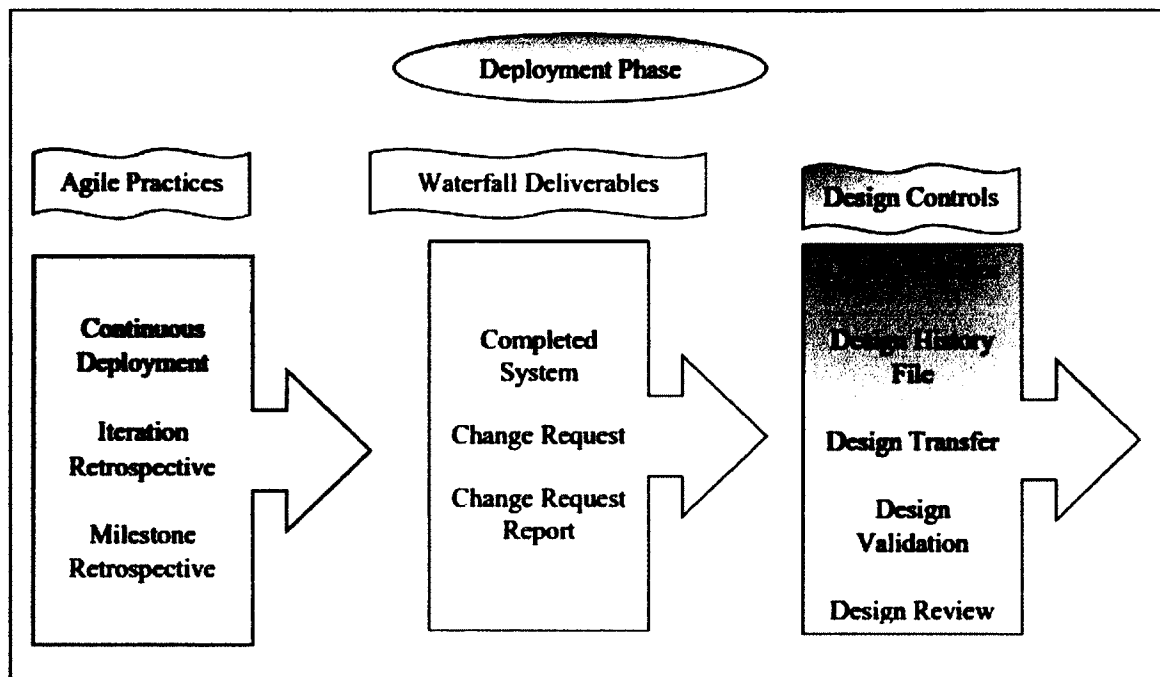 Deployment Phase
Agile Practices
Continuous
Deployment
Iteration
Retrospective
Milestone
Retrospective
Waterfall Deliverables
Completed
System
Change Request
Change Request
Report
Design Controls
Design History
File
Design Transfer
Design
Validation
Design Review